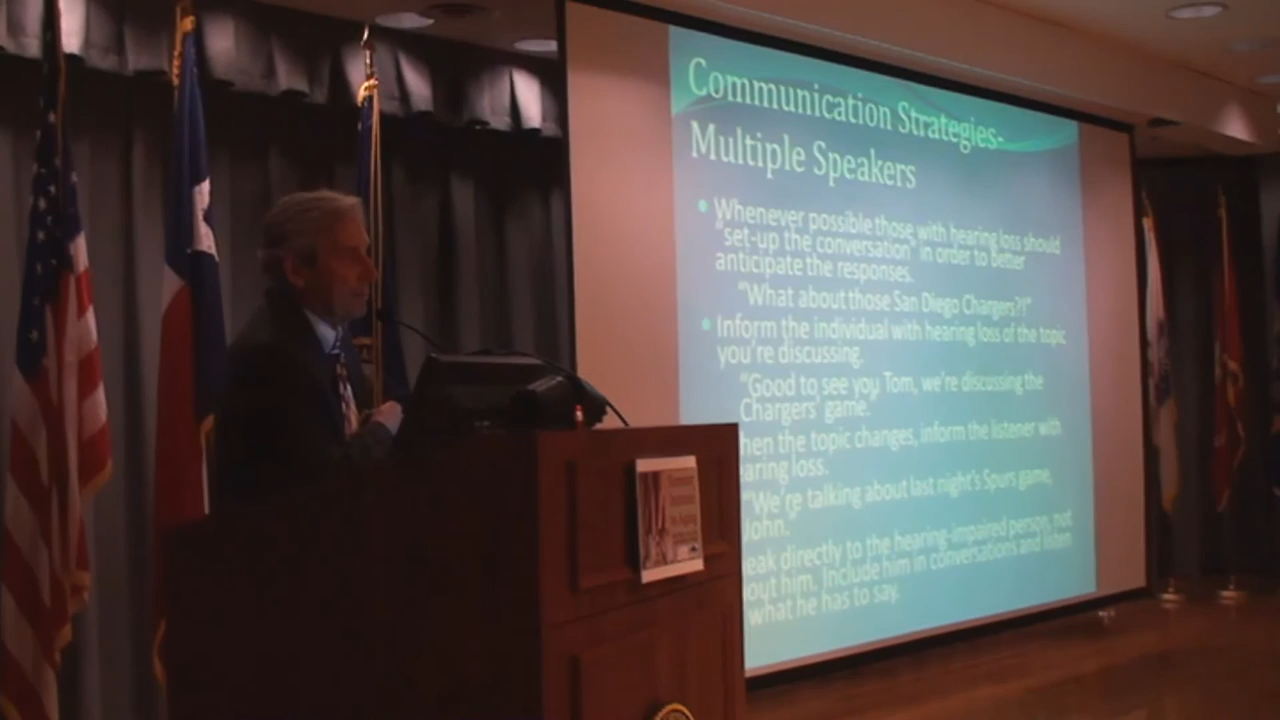 Communication Strategies-
Multiple Speakers
• Whenever possible those with hearing loss should
"set-up the conversation" in order to better
anticipate the responses.
"What about those San Diego Chargers?!"
• Inform the individual with hearing loss of the topic
you're discussing.
"Good to see you Tom, we're discussing the
Chargers' game."
hen the topic changes, inform the listener with
earing loss.
"We're talking about last night's Spurs game,
John."
eak directly to the hearing-impaired person, not
out him. Include him in conversations and listen
what he has to say.